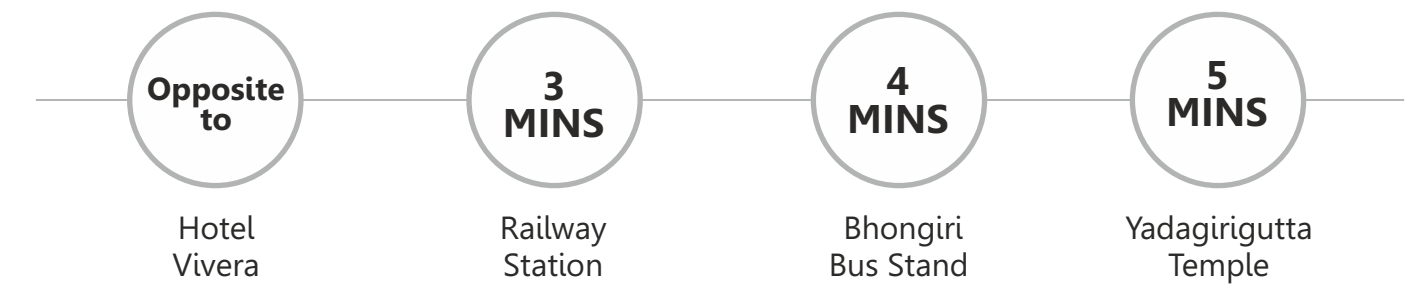 Opposite
to
Hotel
Vivera
3
MINS
Railway
Station
4
MINS
Bhongiri
Bus Stand
5
MINS
Yadagirigutta
Temple